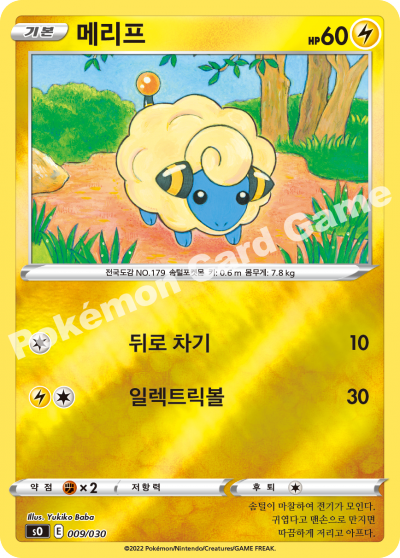 기본 메리프 HP60
전국도감 NO.179 솜털포켓몬 키: 0.6 m 몸무게: 7.8 kg
Pokémon Card Game
뒤로 차기 10
일렉트릭볼 30
약점 ×2 저항력 후퇴
Illus. Yukiko Baba
s0 E 009/030
솜털이 마찰하여 전기가 모인다.
귀엽다고 맨손으로 만지면
따끔하게 저리고 아프다.
©2022 Pokémon/Nintendo/Creatures/GAME FREAK.